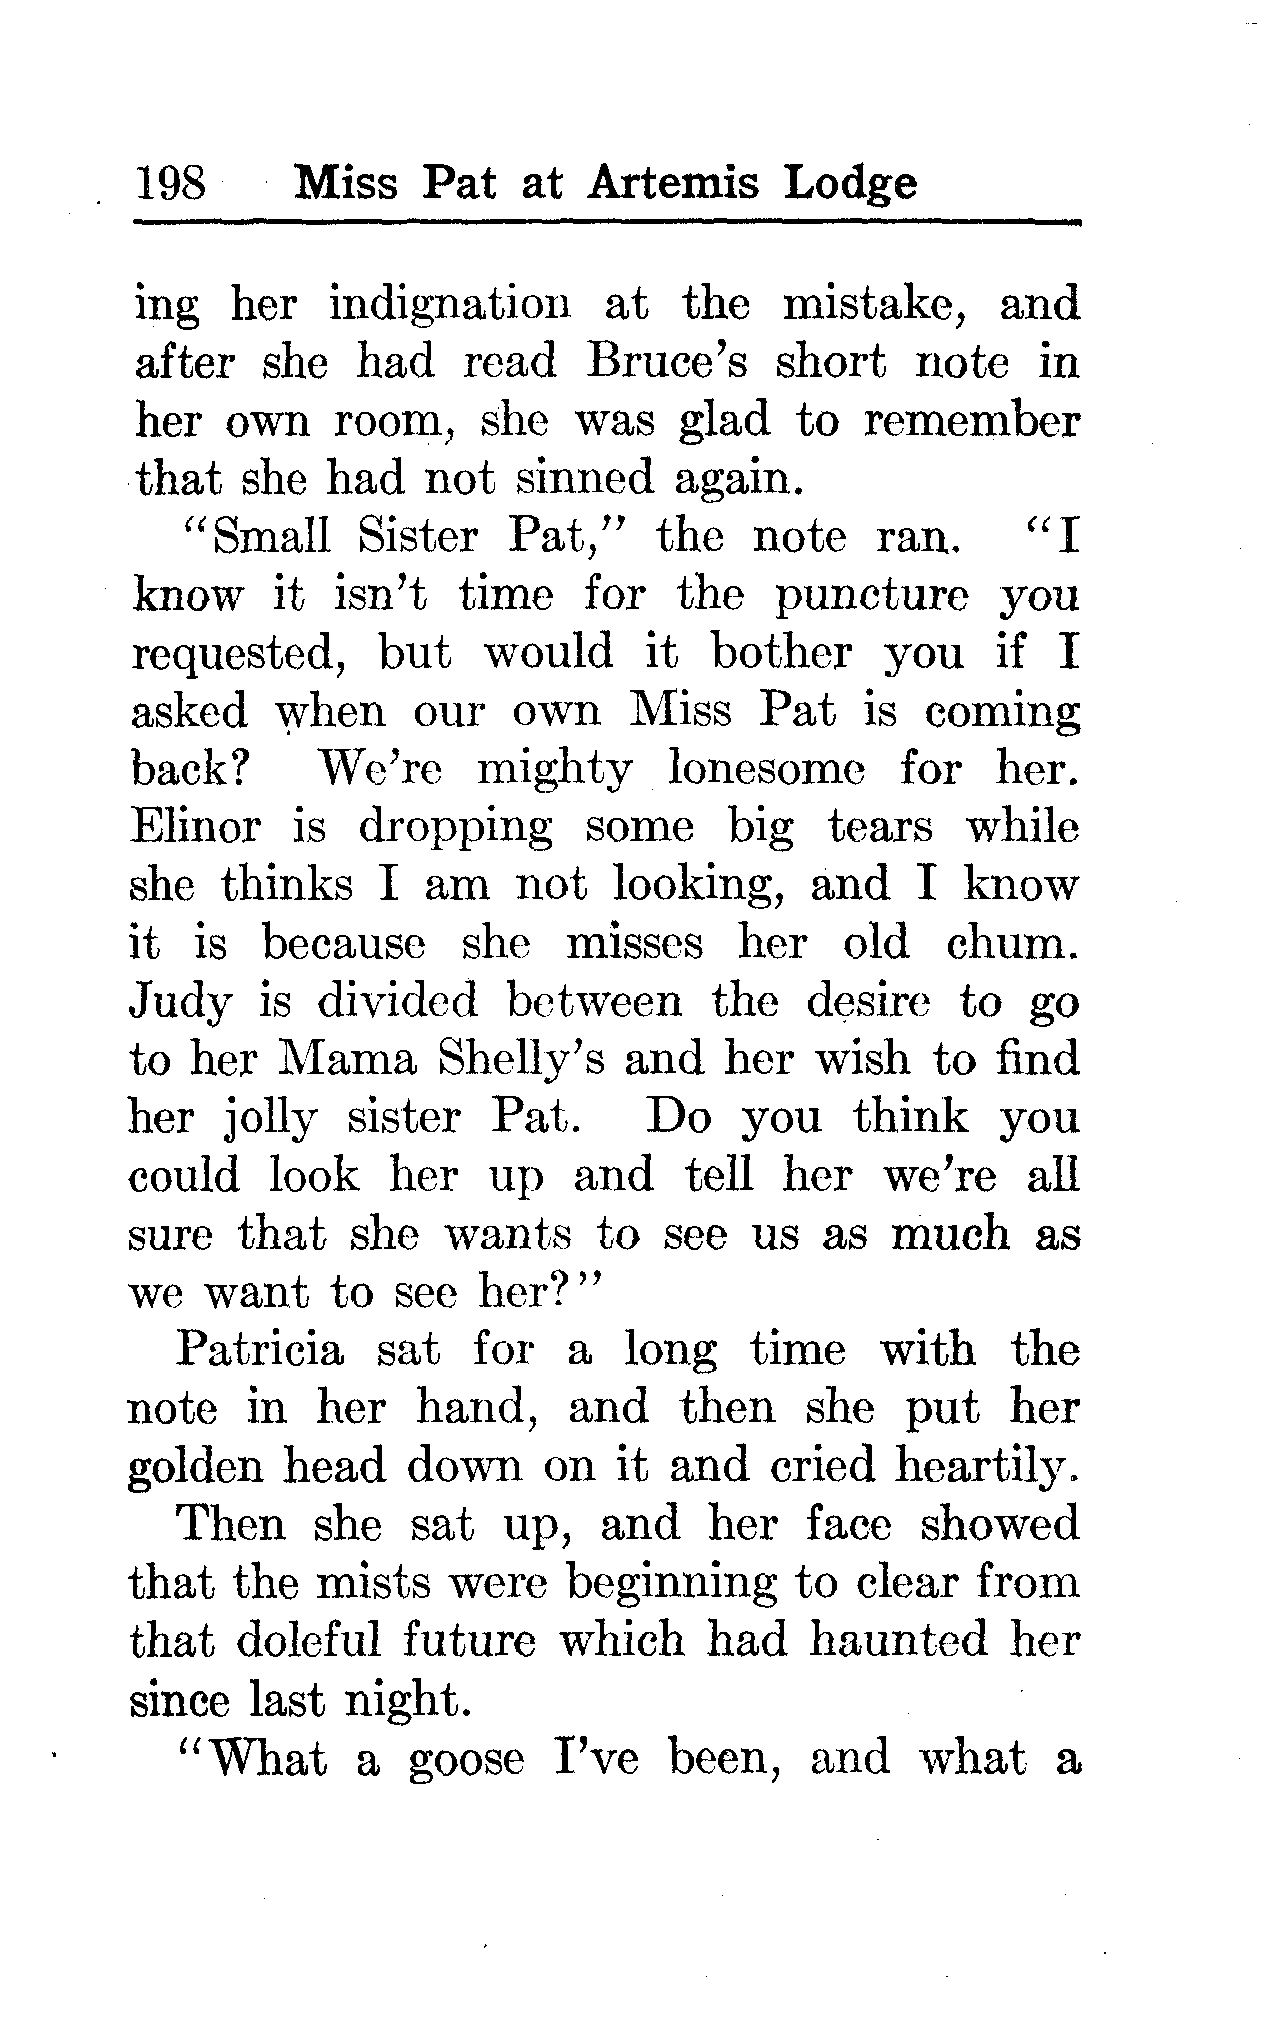 198 Miss Pat at Artemis Lodge
ing her indignation at the mistake, and
after she had read Bruce's short note in
her own room, she was glad to remember
that she had not sinned again.
"Small Sister Pat," the note ran. "I
know it isn't time for the puncture you
requested, but would it bother you if I
asked when our own Miss Pat is coming
back? We're mighty lonesome for her.
Elinor is dropping some big tears while
she thinks I am not looking, and I know
it is because she misses her old chum.
Judy is divided between the desire to go
to her Mama Shelly's and her wish to find
her jolly sister Pat. Do you think you
could look her up and tell her we're all
sure that she wants to see us as much as
we want to see her?"
Patricia sat for a long time with the
note in her hand, and then she put her
golden head down on it and cried heartily.
Then she sat up, and her face showed
that the mists were beginning to clear from
that doleful future which had haunted her
since last night.
"What a goose I've been, and what a